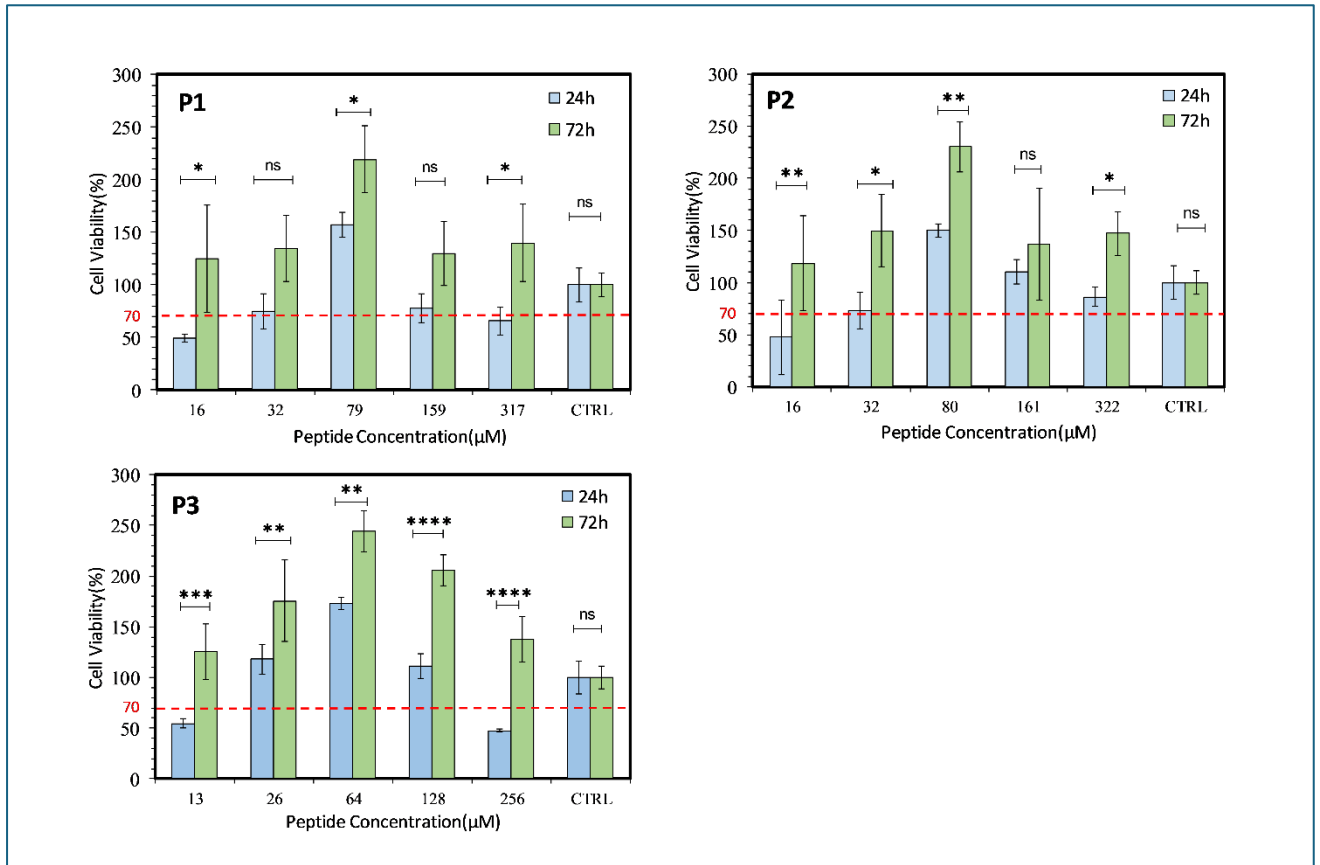 P1
24h
72h
300
250
200
150
100
70
50
0
Cell Viability(%)
*
ns
*
ns
*
ns
16 32 79 159 317 CTRL
Peptide Concentration(µM)
P2
24h
72h
300
250
200
150
100
70
50
0
Cell Viability(%)
**
*
**
ns
*
ns
16 32 80 161 322 CTRL
Peptide Concentration(µM)
P3
24h
72h
300
250
200
150
100
70
50
0
Cell Viability(%)
***
**
**
****
****
ns
13 26 64 128 256 CTRL
Peptide Concentration(µM)